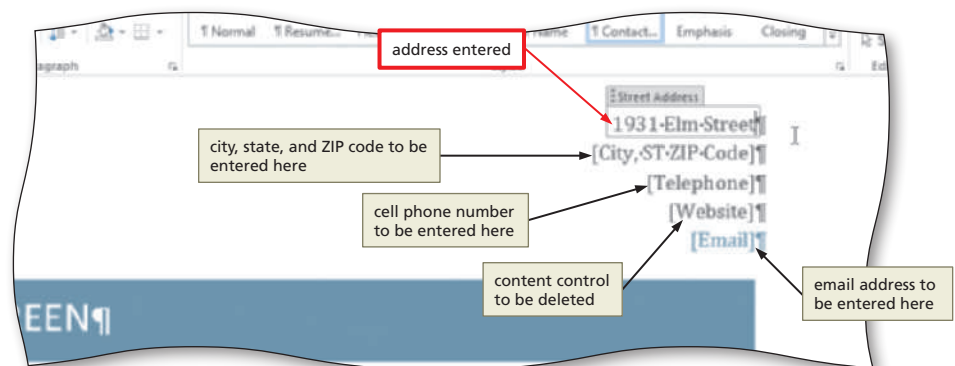 ¶ Normal ¶ Resume... Name ¶ Contact... Emphasis Closing
agraph
address entered
Street Address
1931·Elm·Street¶
city, state, and ZIP code to be
entered here
[City,·ST·ZIP·Code]¶
[Telephone]¶
cell phone number
to be entered here
[Website]¶
[Email]¶
content control
to be deleted
email address to
be entered here
EEN¶